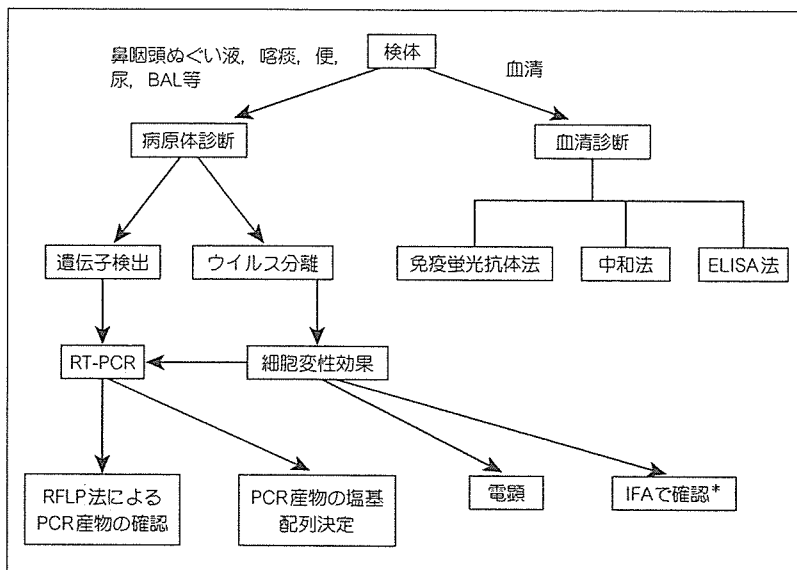 検体
鼻咽頭ぬぐい液，喀痰，便，
尿，BAL等
血清
病原体診断
血清診断
遺伝子検出
ウイルス分離
免疫蛍光抗体法
中和法
ELISA法
RT-PCR
細胞変性効果
RFLP法による
PCR産物の確認
PCR産物の塩基
配列決定
電顕
IFAで確認*